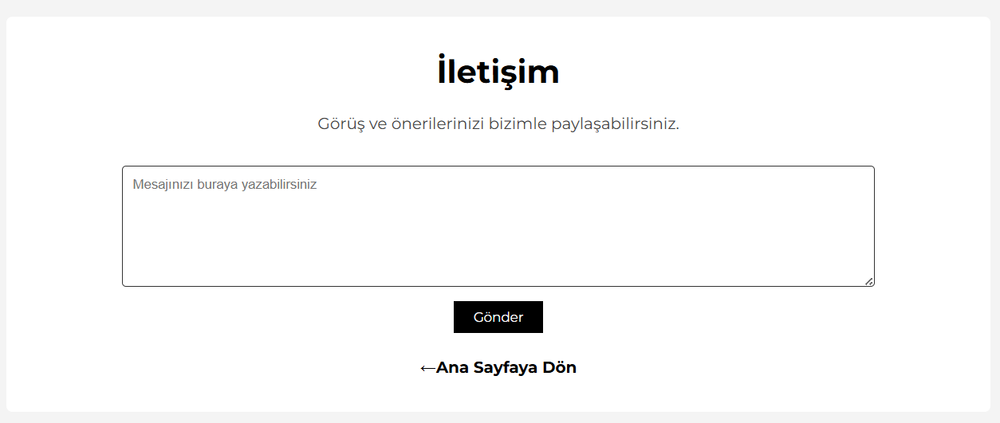 İletişim
Görüş ve önerilerinizi bizimle paylaşabilirsiniz.
Mesajınızı buraya yazabilirsiniz
Gönder
←Ana Sayfaya Dön